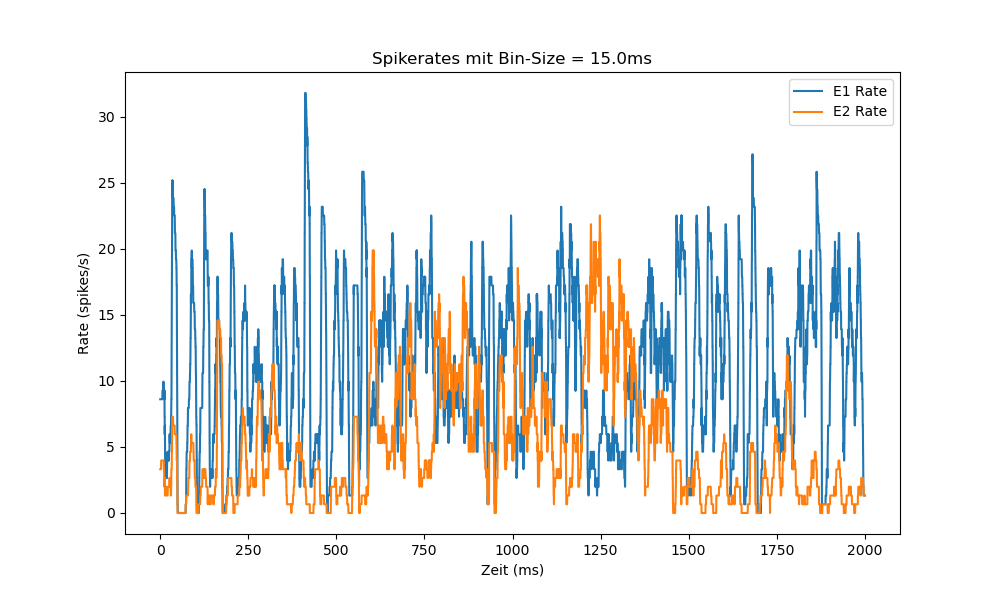 Spikerates mit Bin-Size = 15.0ms
E1 Rate
E2 Rate
Rate (spikes/s)
30
25
20
15
10
5
0
0 250 500 750 1000 1250 1500 1750 2000
Zeit (ms)